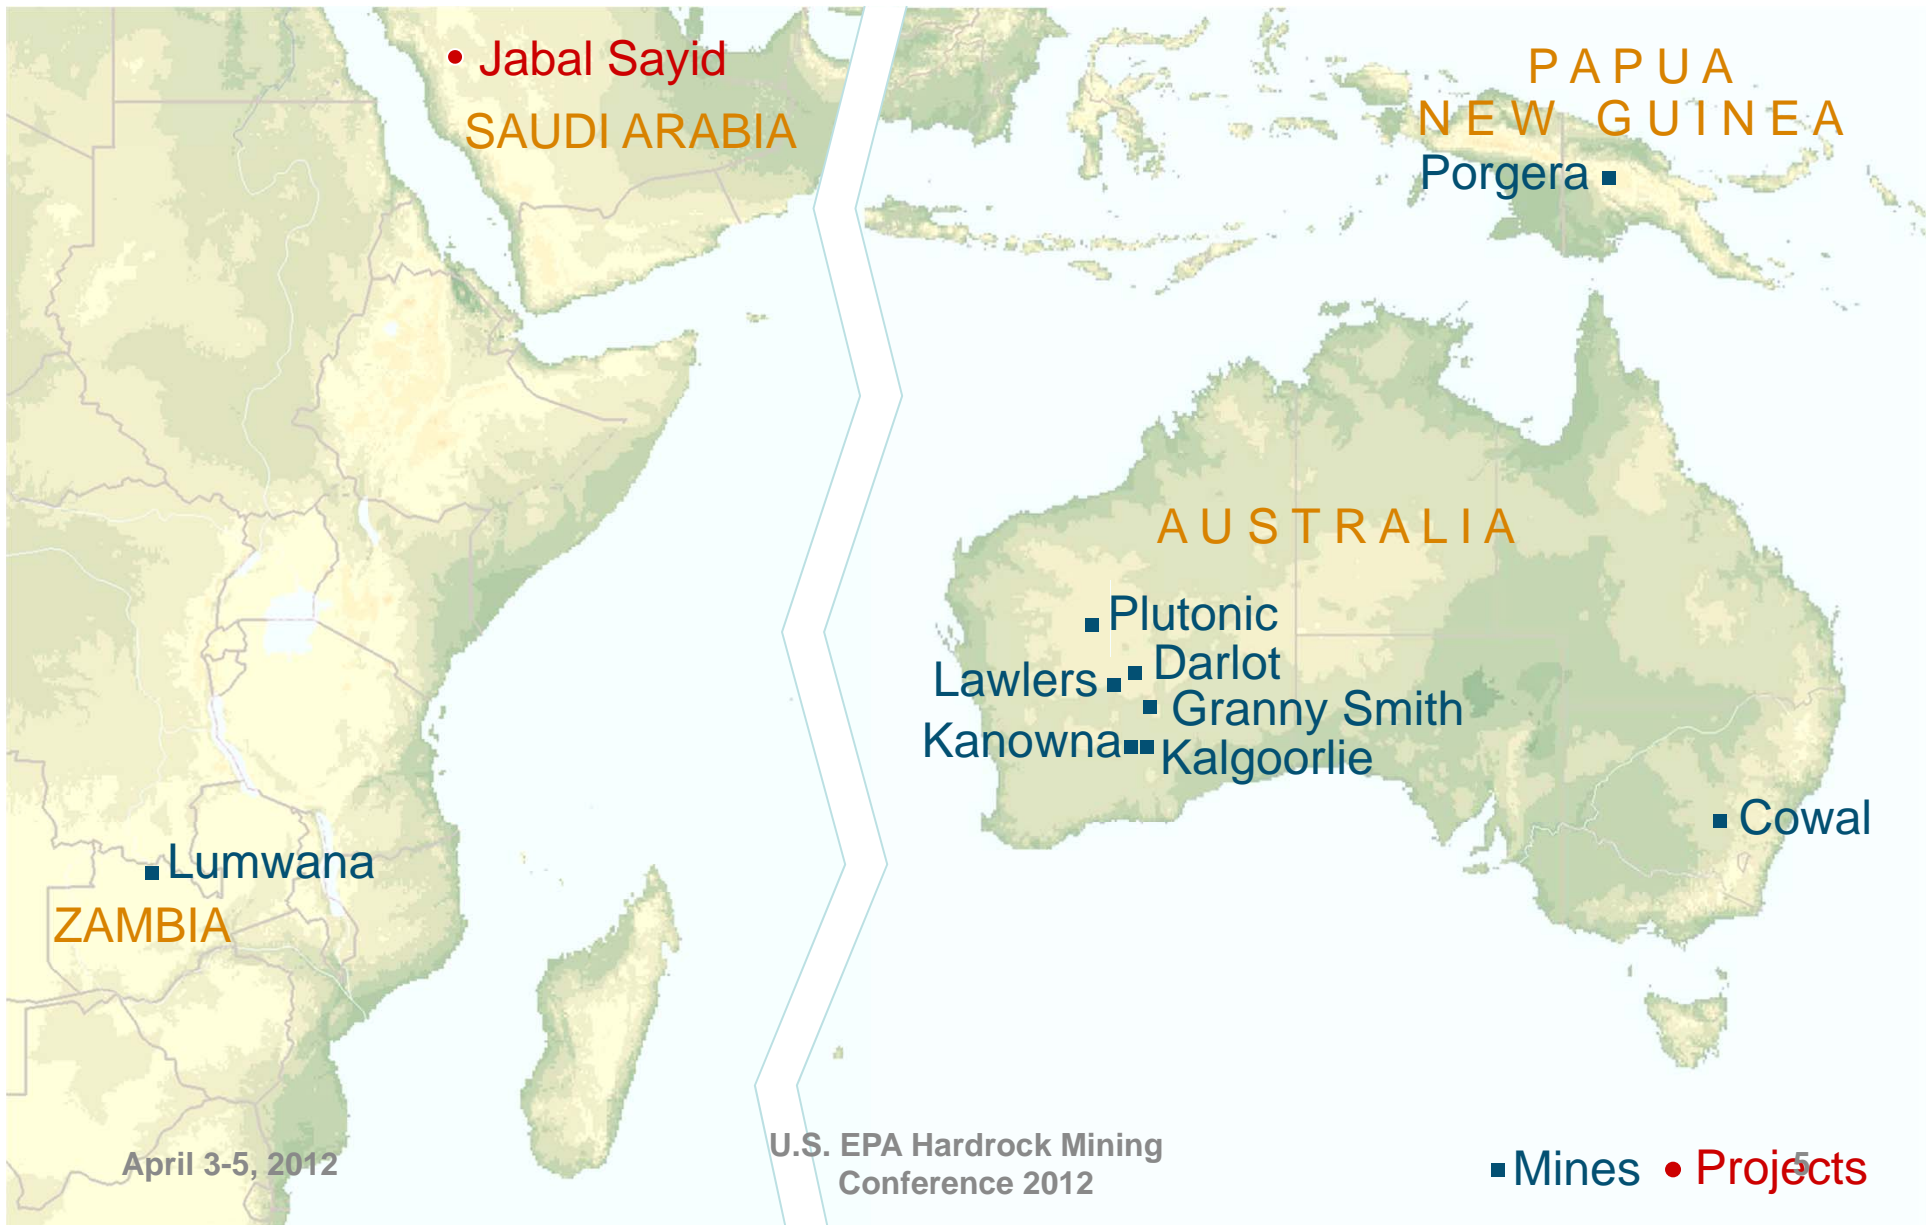 Jabal Sayid
SAUDI ARABIA
PAPUA
NEW GUINEA
Porgera
AUSTRALIA
Plutonic
Darlot
Lawlers
Granny Smith
Kanowna
Kalgoorlie
Cowal
Lumwana
ZAMBIA
April 3-5, 2012
U.S. EPA Hardrock Mining
Conference 2012
Mines
Projects
5